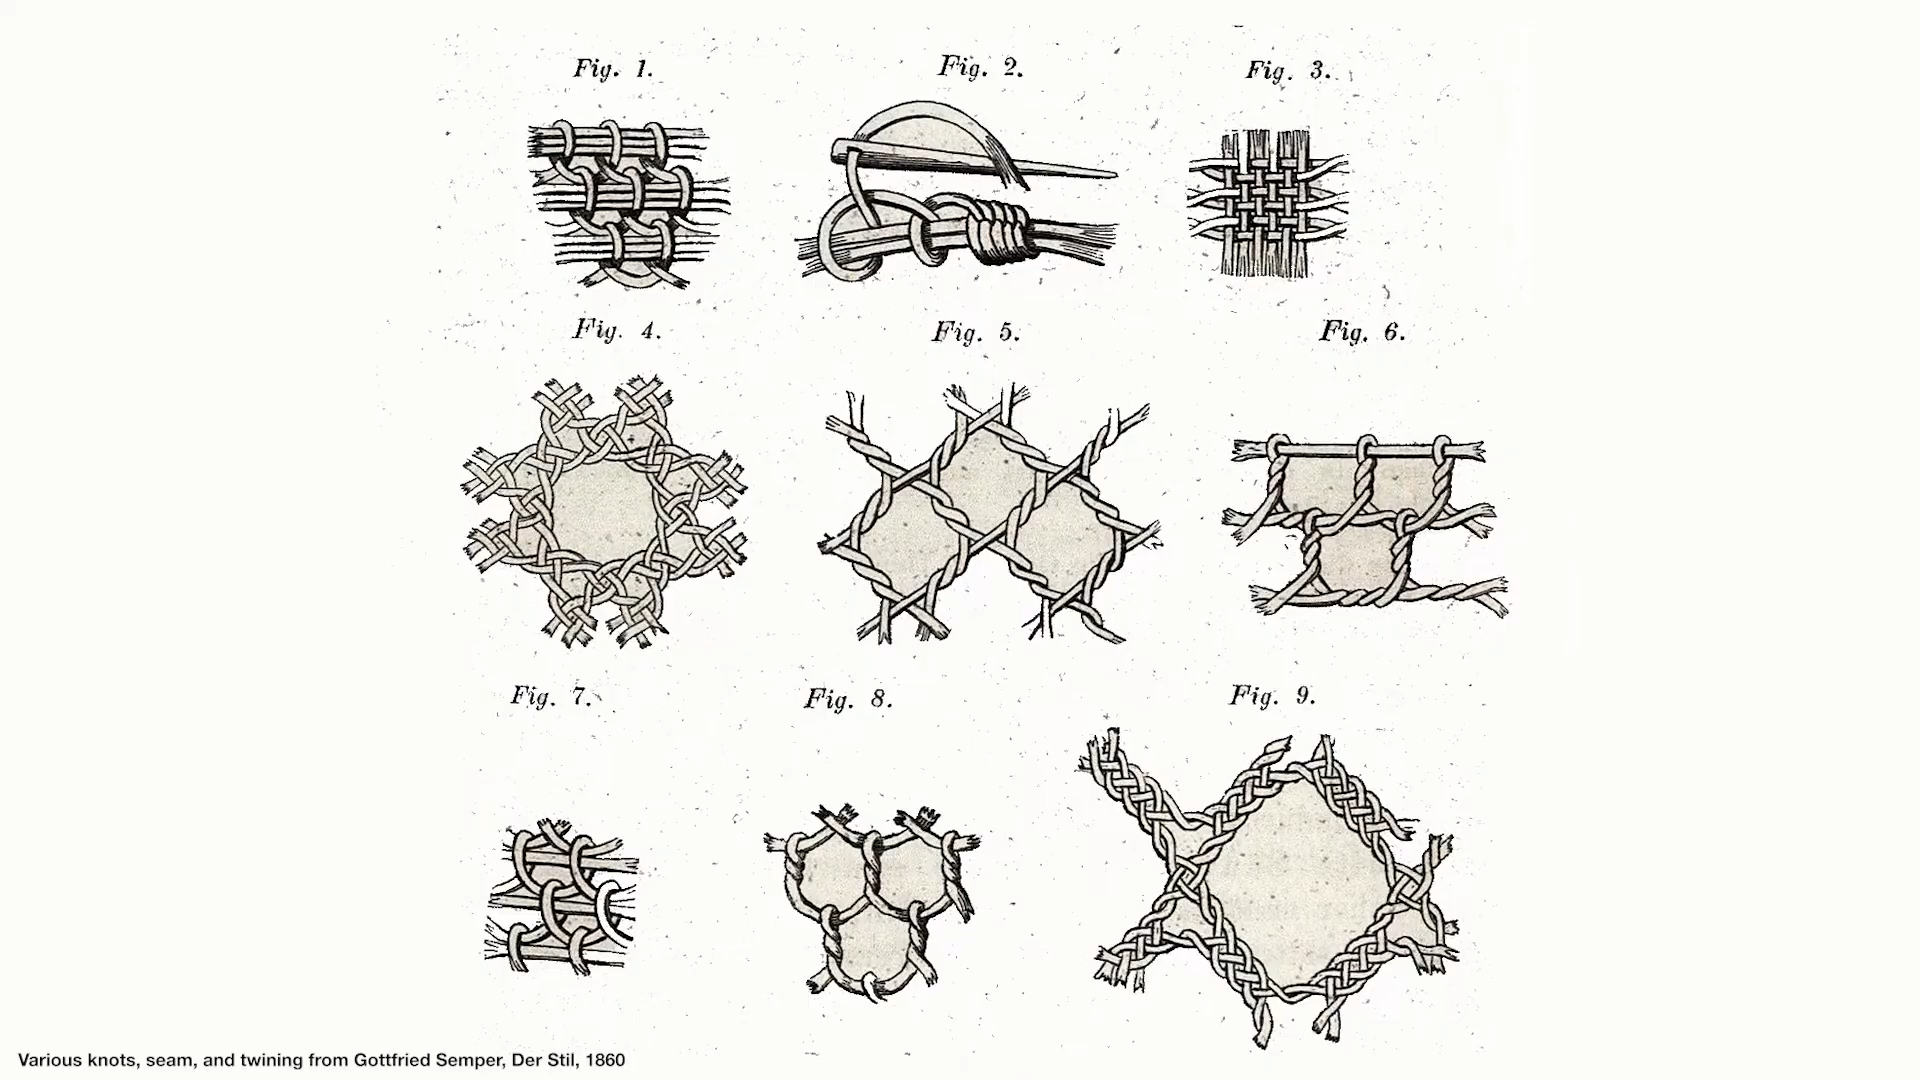 Fig. 1.
Fig. 2.
Fig. 3.
Fig. 4.
Fig. 5.
Fig. 6.
Fig. 7.
Fig. 8.
Fig. 9.
Various knots, seam, and twining from Gottfried Semper, Der Stil, 1860